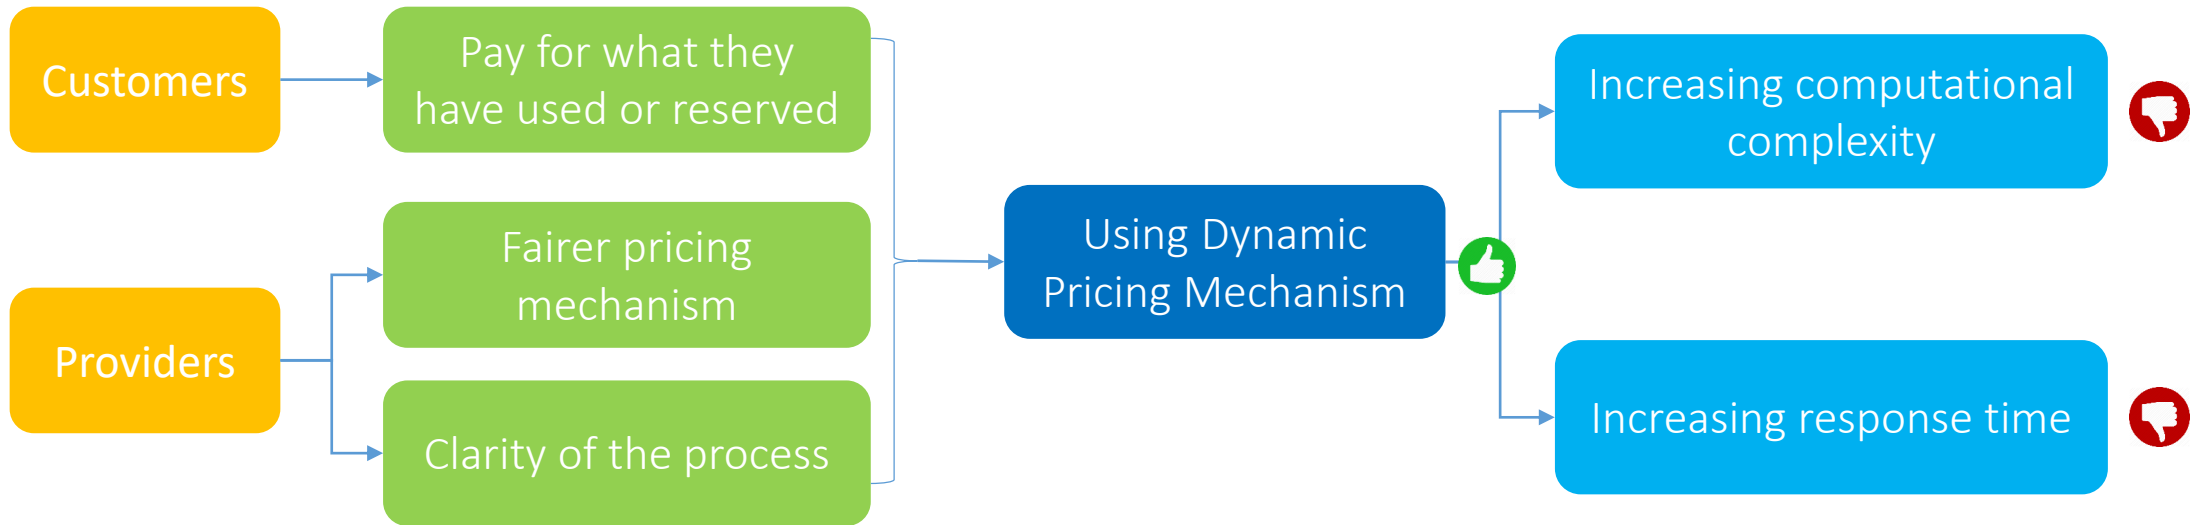 Customers
Pay for what they
have used or reserved
Providers
Fairer pricing
mechanism
Clarity of the process
Using Dynamic
Pricing Mechanism
Increasing computational
complexity
Increasing response time